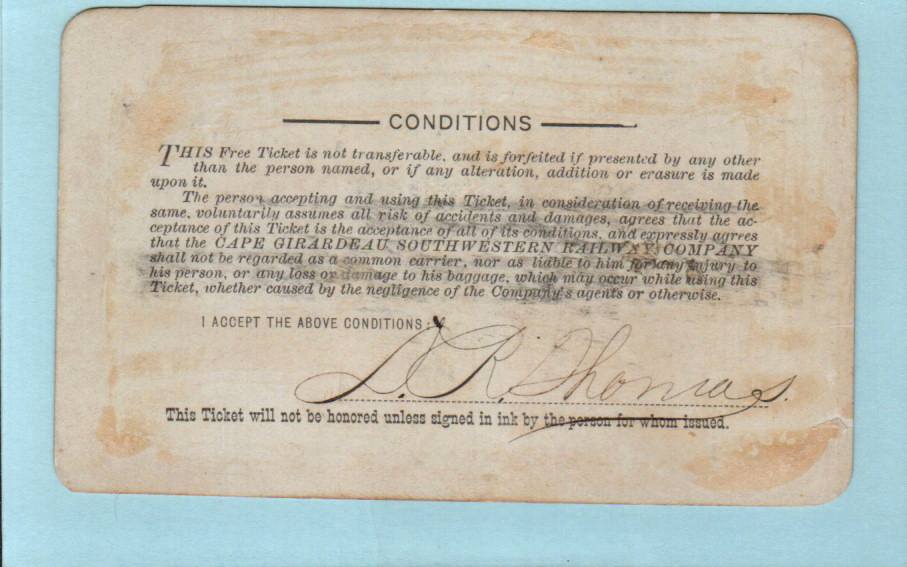 CONDITIONS
THIS Free Ticket is not transferable, and is forfeited if presented by any other
than the person named, or if any alteration, addition or erasure is made
upon it.
The person accepting and using this Ticket, in consideration of receiving the
same, voluntarily assumes all risk of accidents and damages, agrees that the ac-
ceptance of this Ticket is the acceptance of all of its conditions, and expressly agrees
that the CAPE GIRARDEAU SOUTHWESTERN RAILWAY COMPANY
shall not be regarded as a common carrier, nor as liable to him for any injury to
his person, or any loss or damage to his baggage, which may occur while using this
Ticket, whether caused by the negligence of the Company's agents or otherwise.
I ACCEPT THE ABOVE CONDITIONS:
D. R. Thomas.
This Ticket will not be honored unless signed in ink by the person for whom issued.